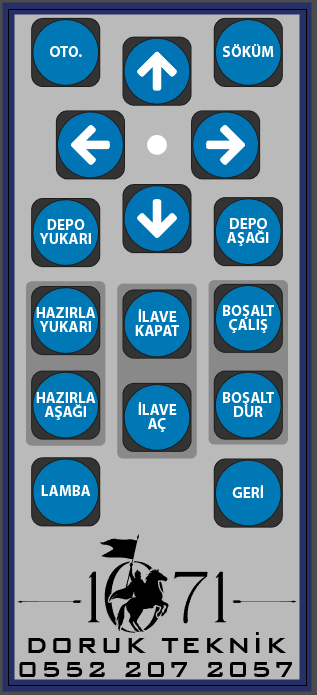 OTO.
SÖKÜM
DEPO
YUKARI
DEPO
AŞAĞI
HAZIRLA
YUKARI
İLAVE
KAPAT
BOŞALT
ÇALIŞ
HAZIRLA
AŞAĞI
İLAVE
AÇ
BOŞALT
DUR
LAMBA
GERİ
1071
DORUK TEKNİK
0552 207 2057